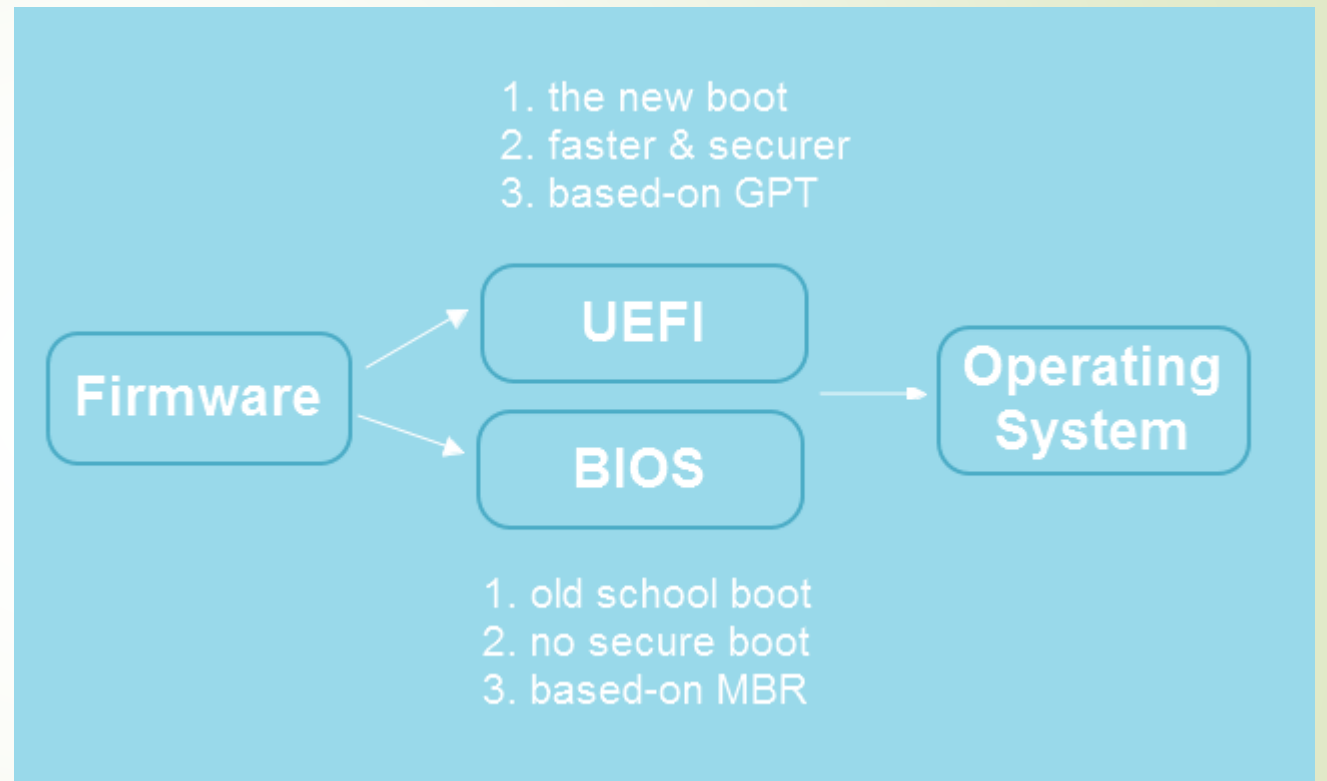 1. the new boot
2. faster & securer
3. based-on GPT
UEFI
Firmware
Operating
System
BIOS
1. old school boot
2. no secure boot
3. based-on MBR